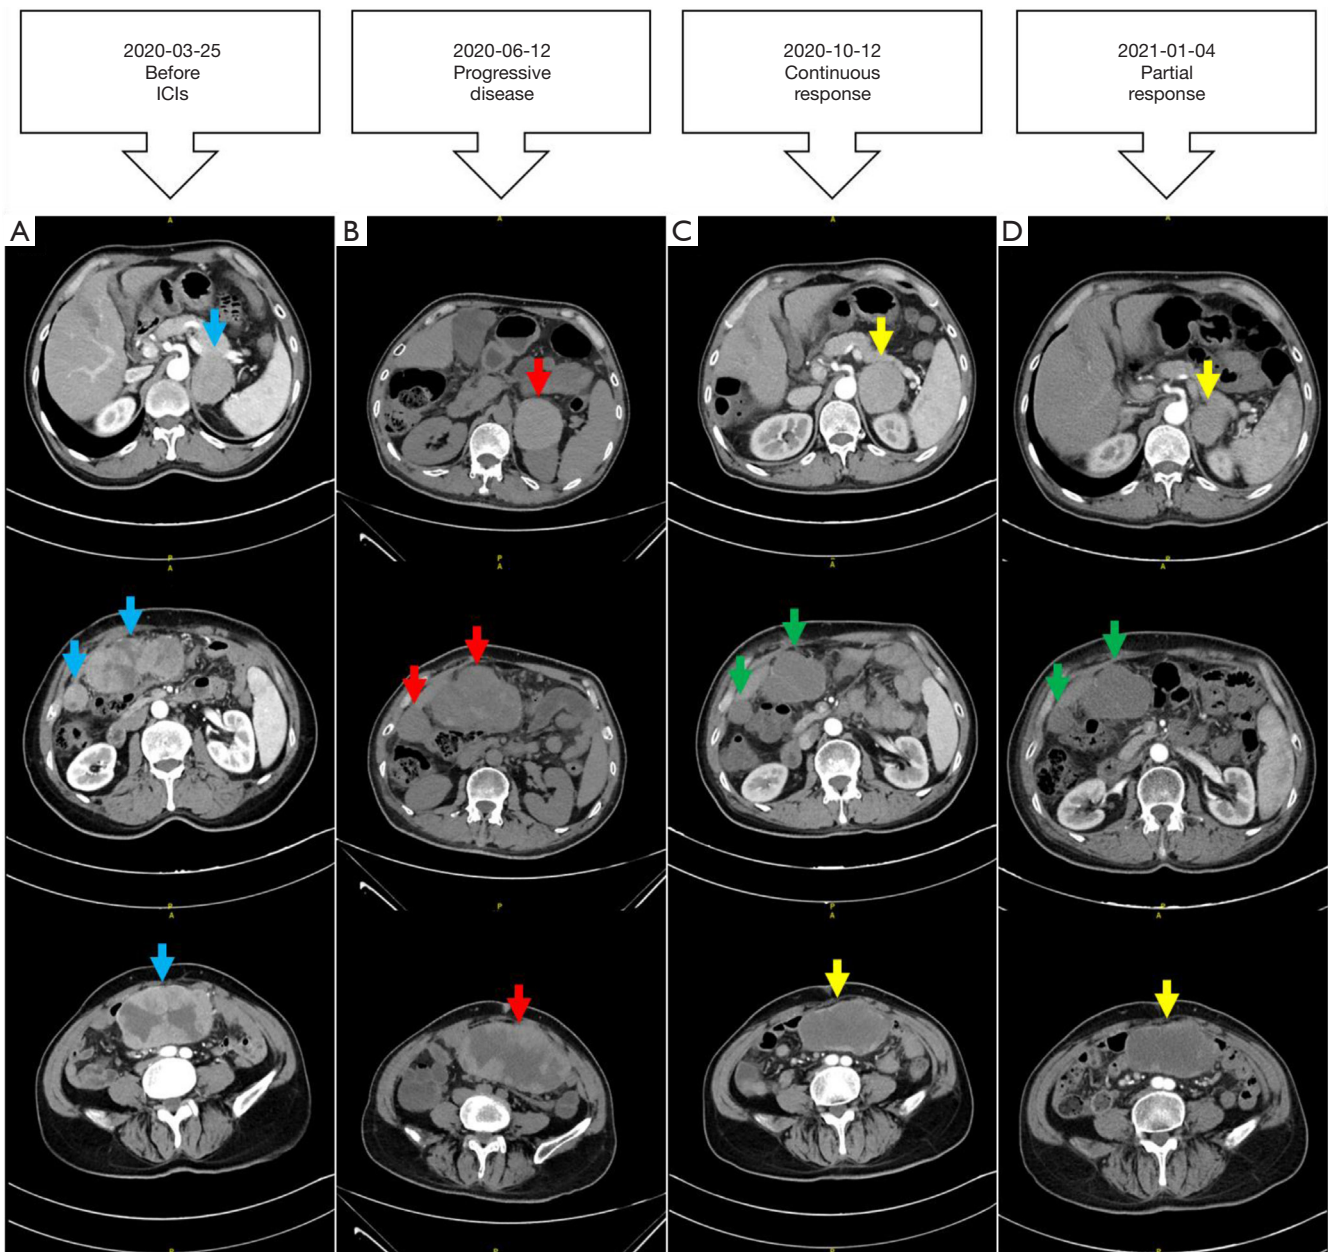 2020-03-25
Before
ICIs
2020-06-12
Progressive
disease
2020-10-12
Continuous
response
2021-01-04
Partial
response
A
B
C
D
A
A
A
A
P
A
P
A
P
A
P
A
P
A
P
A
P
A
P
A
P
P
P
P